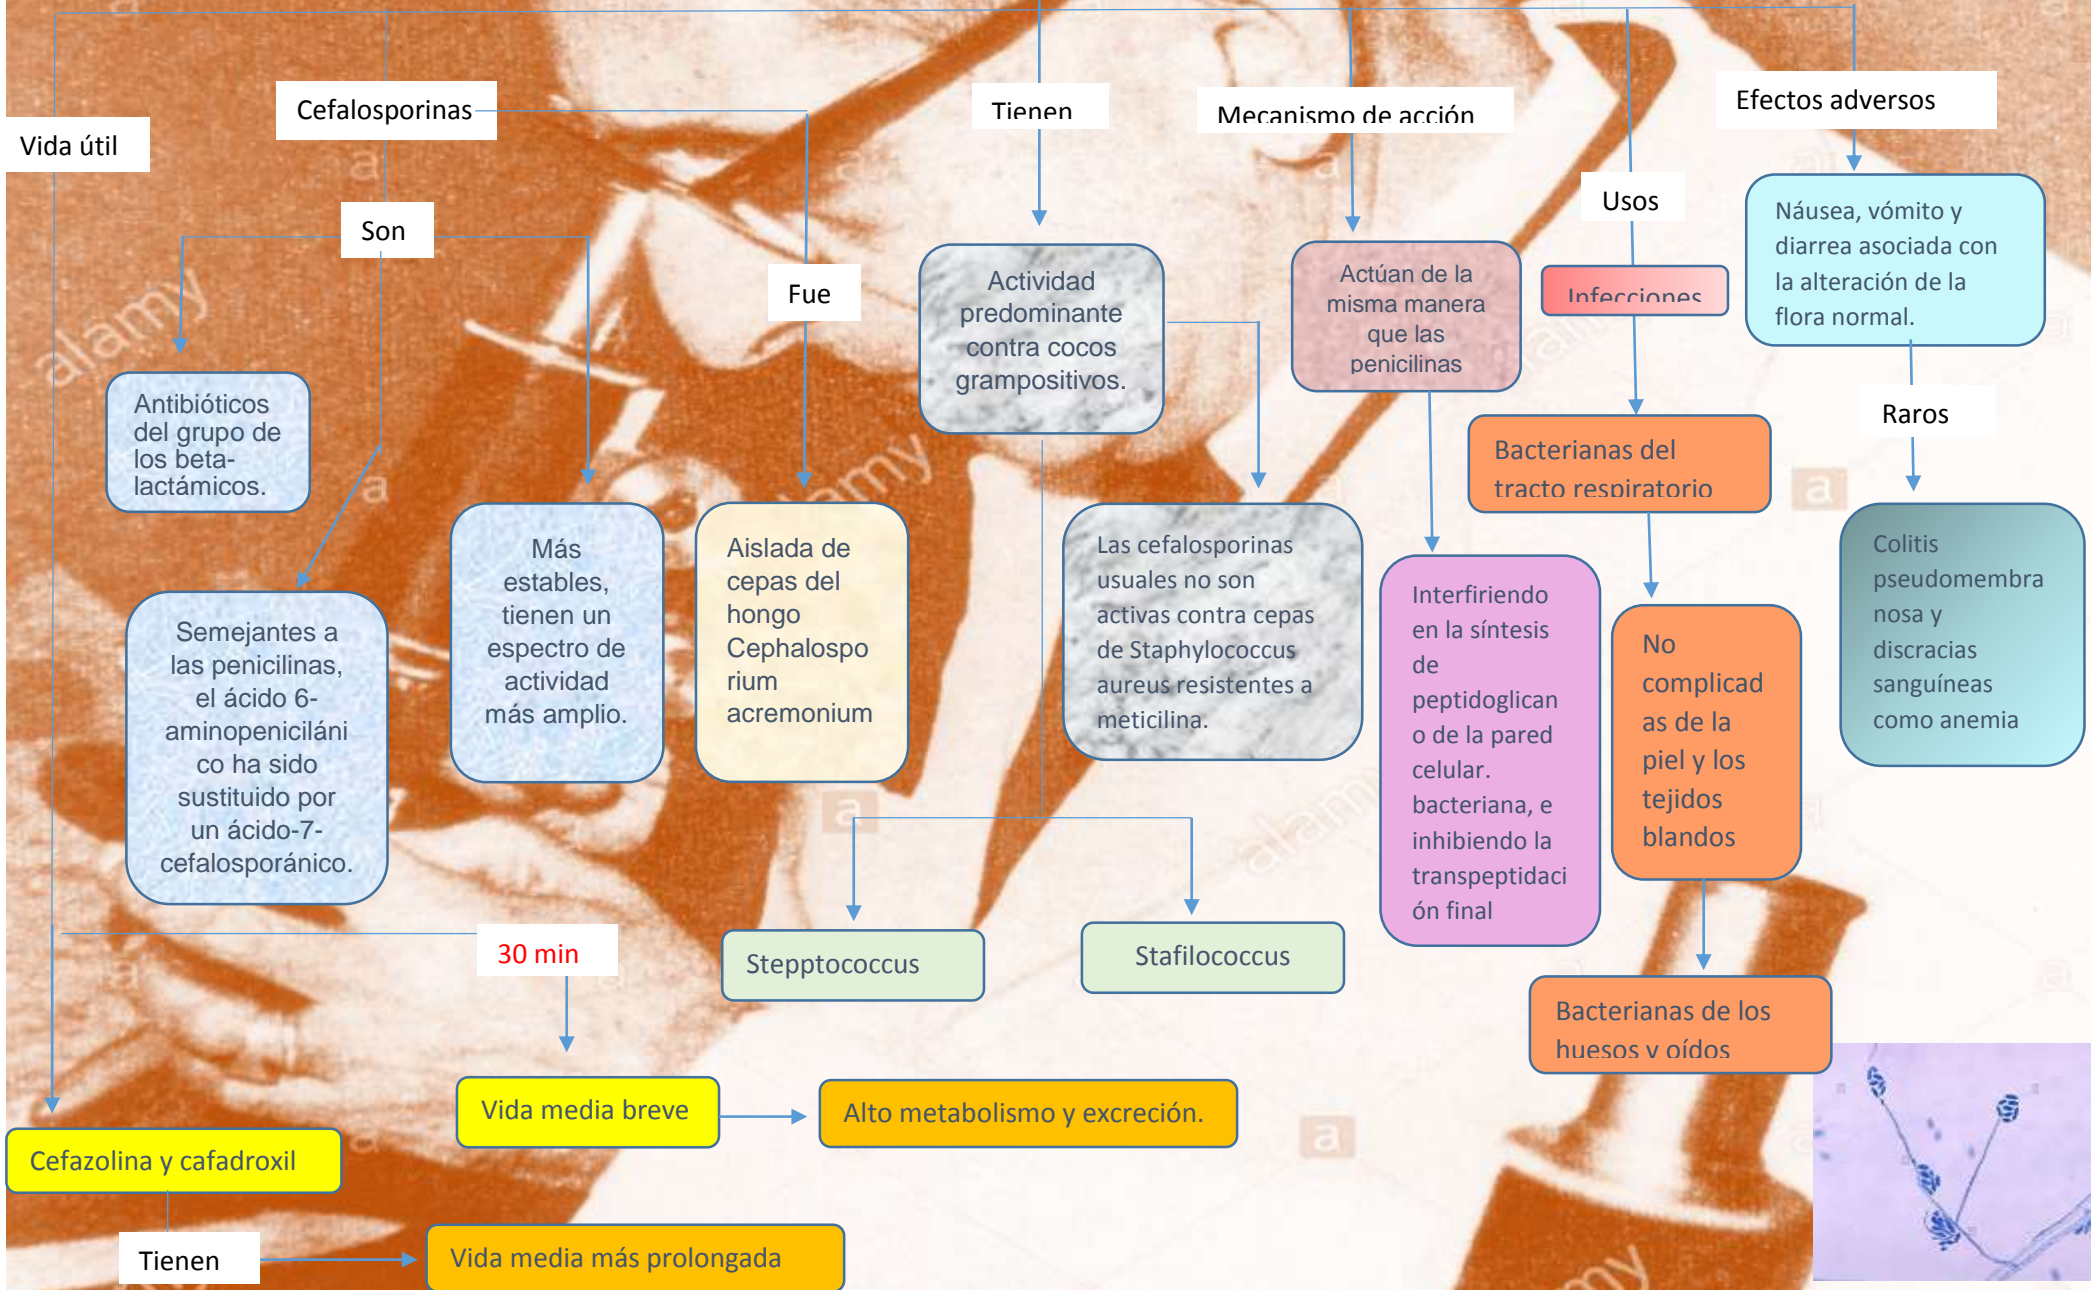 Vida útil
Cefalosporinas
Son
Antibióticos
del grupo de
los beta-
lactámicos.
Semejantes a
las penicilinas,
el ácido 6-
aminopeniciláni
co ha sido
sustituido por
un ácido-7-
cefalosporánico.
Más
estables,
tienen un
espectro de
actividad
más amplio.
Fue
Aislada de
cepas del
hongo
Cephalospo
rium
acremonium
Tienen
Actividad
predominante
contra cocos
grampositivos.
Las cefalosporinas
usuales no son
activas contra cepas
de Staphylococcus
aureus resistentes a
meticilina.
Stepptococcus
Stafilococcus
Mecanismo de acción
Actúan de la
misma manera
que las
penicilinas
Interfiriendo
en la síntesis
de
peptidoglican
o de la pared
celular.
bacteriana, e
inhibiendo la
transpeptidaci
ón final
Usos
Infecciones
Bacterianas del
tracto respiratorio
No
complicad
as de la
piel y los
tejidos
blandos
Bacterianas de los
huesos y oídos
Efectos adversos
Náusea, vómito y
diarrea asociada con
la alteración de la
flora normal.
Raros
Colitis
pseudomembra
nosa y
discracias
sanguíneas
como anemia
30 min
Vida media breve
Alto metabolismo y excreción.
Cefazolina y cafadroxil
Tienen
Vida media más prolongada
alamy
alamy
alamy
alamy
a
a
a
a